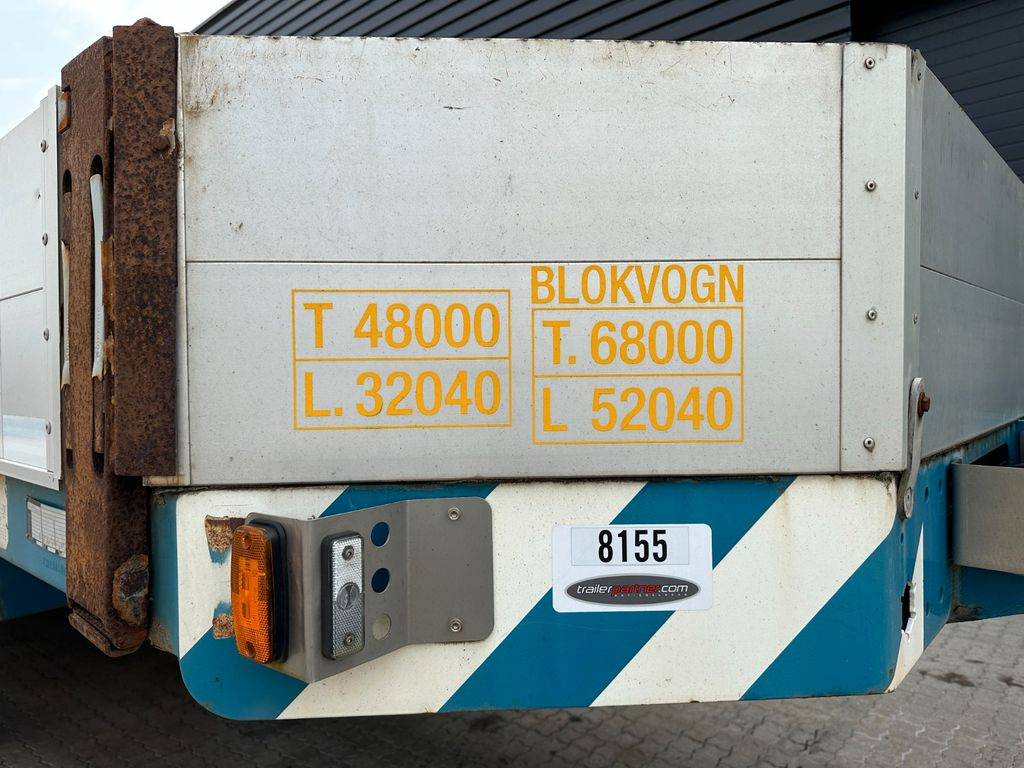 T 48000
L. 32040
BLOKVOGN
T. 68000
L 52040
8155
trailerpartner.com